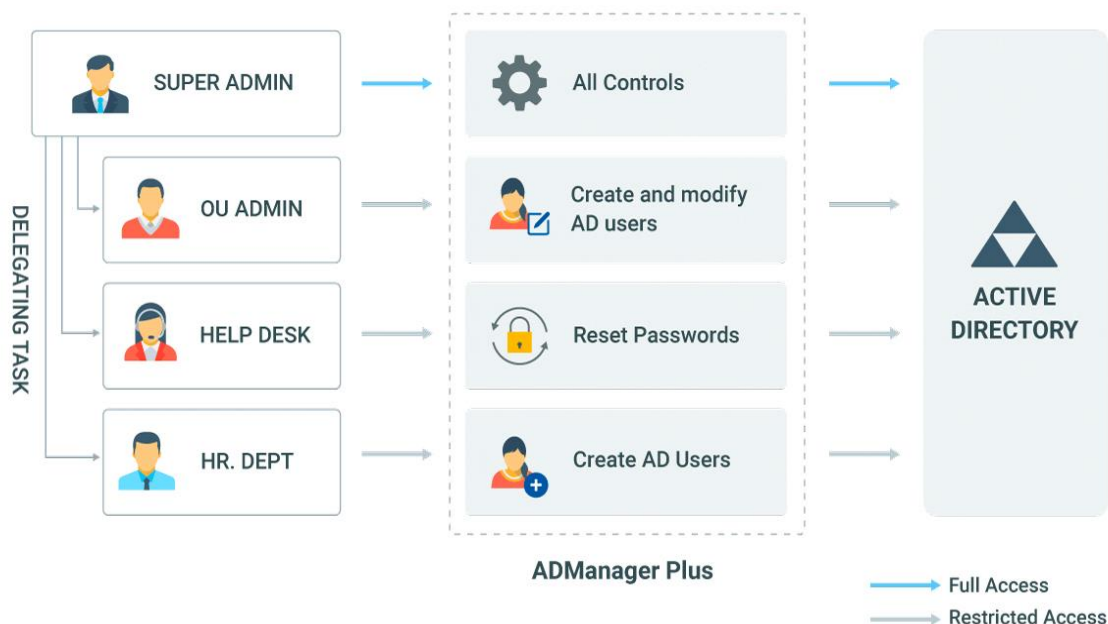 SUPER ADMIN
All Controls
OU ADMIN
Create and modify
AD users
DELEGATING TASK
HELP DESK
Reset Passwords
ACTIVE
DIRECTORY
HR. DEPT
Create AD Users
ADManager Plus
Full Access
Restricted Access